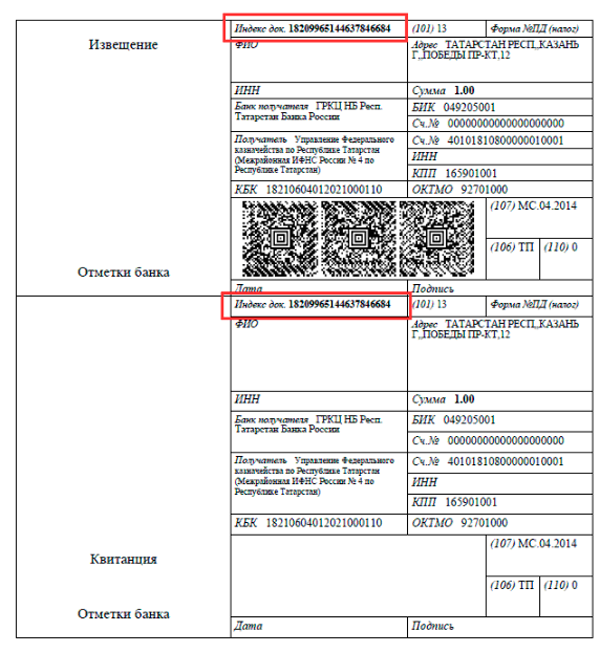 Извещение
Индекс док. 18209965144637846684
(101) 13
Форма №ПД (налог)
ФИО
Адрес ТАТАРСТАН РЕСП,,КАЗАНЬ
Г,,ПОБЕДЫ ПР-КТ,12
ИНН
Сумма 1.00
Банк получателя ГРКЦ НБ Респ.
Татарстан Банка России
БИК 049205001
Сч.№ 00000000000000000000
Получатель Управление Федерального
казначейства по Республике Татарстан
(Межрайонная ИФНС России № 4 по
Республике Татарстан)
Сч.№ 40101810800000010001
ИНН
КПП 165901001
КБК 18210604012021000110
ОКТМО 92701000
(107) МС.04.2014
(106) ТП
(110) 0
Отметки банка
Дата
Подпись
Индекс док. 18209965144637846684
(101) 13
Форма №ПД (налог)
ФИО
Адрес ТАТАРСТАН РЕСП,,КАЗАНЬ
Г,,ПОБЕДЫ ПР-КТ,12
ИНН
Сумма 1.00
Банк получателя ГРКЦ НБ Респ.
Татарстан Банка России
БИК 049205001
Сч.№ 00000000000000000000
Получатель Управление Федерального
казначейства по Республике Татарстан
(Межрайонная ИФНС России № 4 по
Республике Татарстан)
Сч.№ 40101810800000010001
ИНН
КПП 165901001
КБК 18210604012021000110
ОКТМО 92701000
(107) МС.04.2014
Квитанция
(106) ТП
(110) 0
Отметки банка
Дата
Подпись